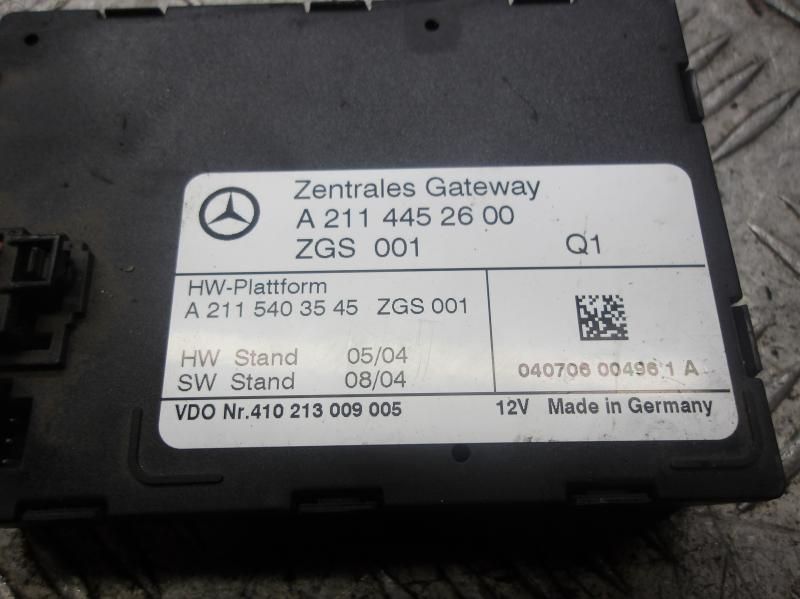 Zentrales Gateway
A 211 445 26 00
ZGS 001 Q1
HW-Plattform
A 211 540 35 45 ZGS 001
HW Stand 05/04
SW Stand 08/04
040706 00496 1 A
VDO Nr.410 213 009 005 12V Made in Germany